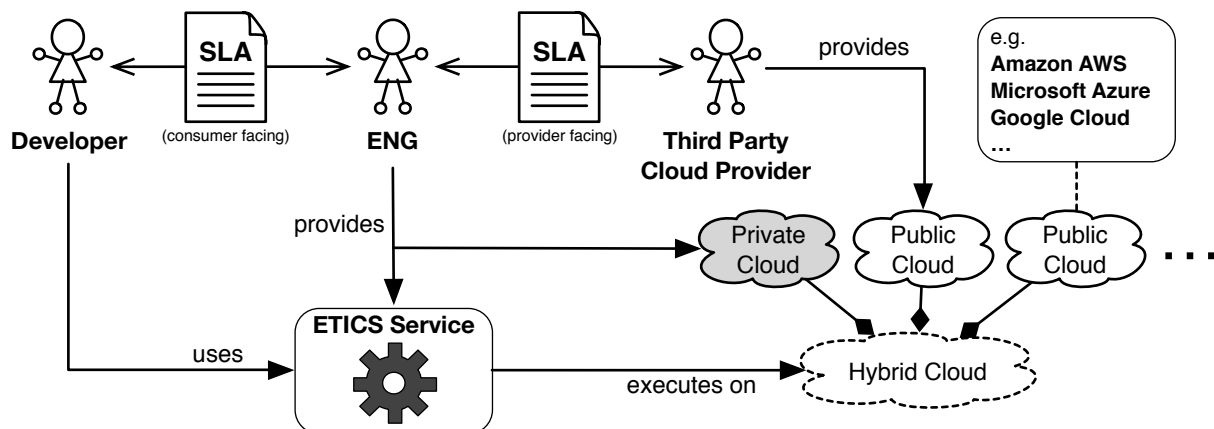 SLA
(consumer facing)
SLA
(provider facing)
provides
e.g.
Amazon AWS
Microsoft Azure
Google Cloud
...
Developer
ENG
Third Party
Cloud Provider
provides
Private
Cloud
Public
Cloud
Public
Cloud
...
ETICS Service
uses
executes on
Hybrid Cloud